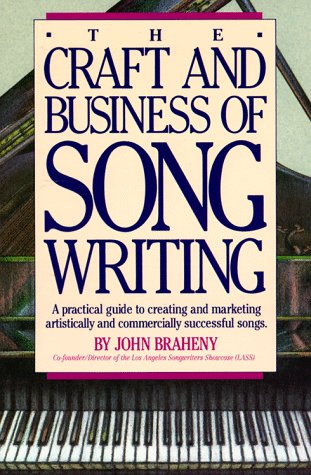 · THE ·
CRAFT AND
BUSINESS OF
SONG
WRITING
A practical guide to creating and marketing
artistically and commercially successful songs.
BY JOHN BRAHENY
Co-founder/Director of the Los Angeles Songwriters Showcase (LASS)